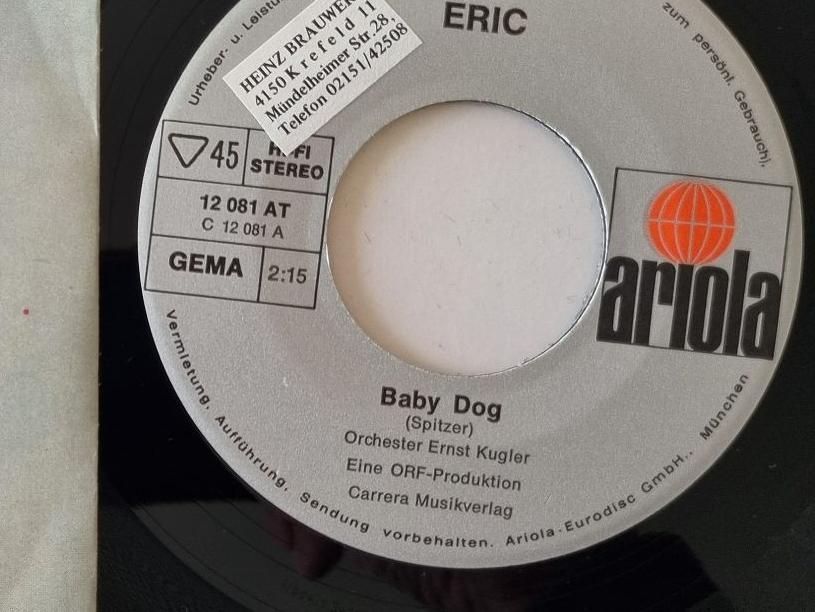 ERIC
HEINZ BRAUWER
4150 Krefeld 11
Mündelheimer Str. 28
Telefon 02151/42508
Urheber- u. Leistu
zum persönl. Gebrauch).
45
HI-FI
STEREO
12 081 AT
C 12 081 A
GEMA
2:15
ariola
Baby Dog
(Spitzer)
Orchester Ernst Kugler
Eine ORF-Produktion
Carrera Musikverlag
Vermietung, Aufführung, Sendung vorbehalten. Ariola-Eurodisc GmbH., München